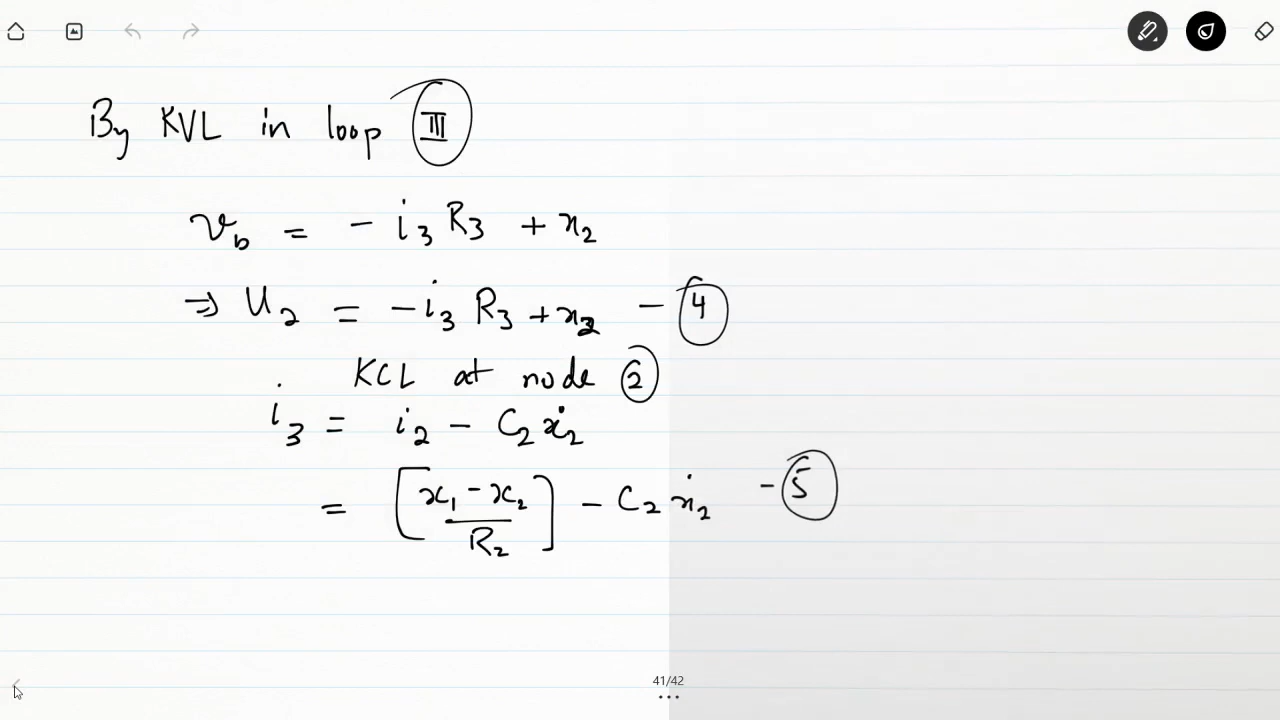 By KVL in loop III
v_b = - i_3 R_3 + x_2
⇒ U_2 = -i_3 R_3 + x_2 - 4
KCL at node 2
i_3 = i_2 - C_2 ẋ_2
= [x_1 - x_2 / R_2] - C_2 ẋ_2 - 5
41/42